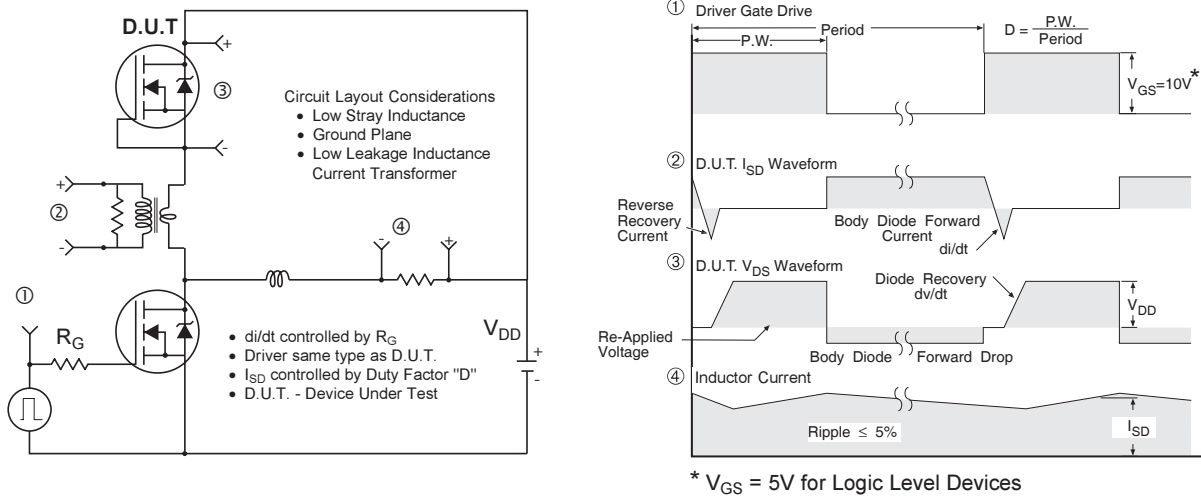 D.U.T
+
③
-
Circuit Layout Considerations
• Low Stray Inductance
• Ground Plane
• Low Leakage Inductance
Current Transformer
+
②
-
④
- +
①
R_G
V_DD
+
-
• di/dt controlled by R_G
• Driver same type as D.U.T.
• I_SD controlled by Duty Factor "D"
• D.U.T. - Device Under Test
① Driver Gate Drive
Period
P.W.
D = P.W. / Period
V_GS=10V*
② D.U.T. I_SD Waveform
Reverse
Recovery
Current
Body Diode Forward
Current
di/dt
③ D.U.T. V_DS Waveform
Diode Recovery
dv/dt
V_DD
Re-Applied
Voltage
Body Diode Forward Drop
④ Inductor Current
Ripple ≤ 5%
I_SD
* V_GS = 5V for Logic Level Devices